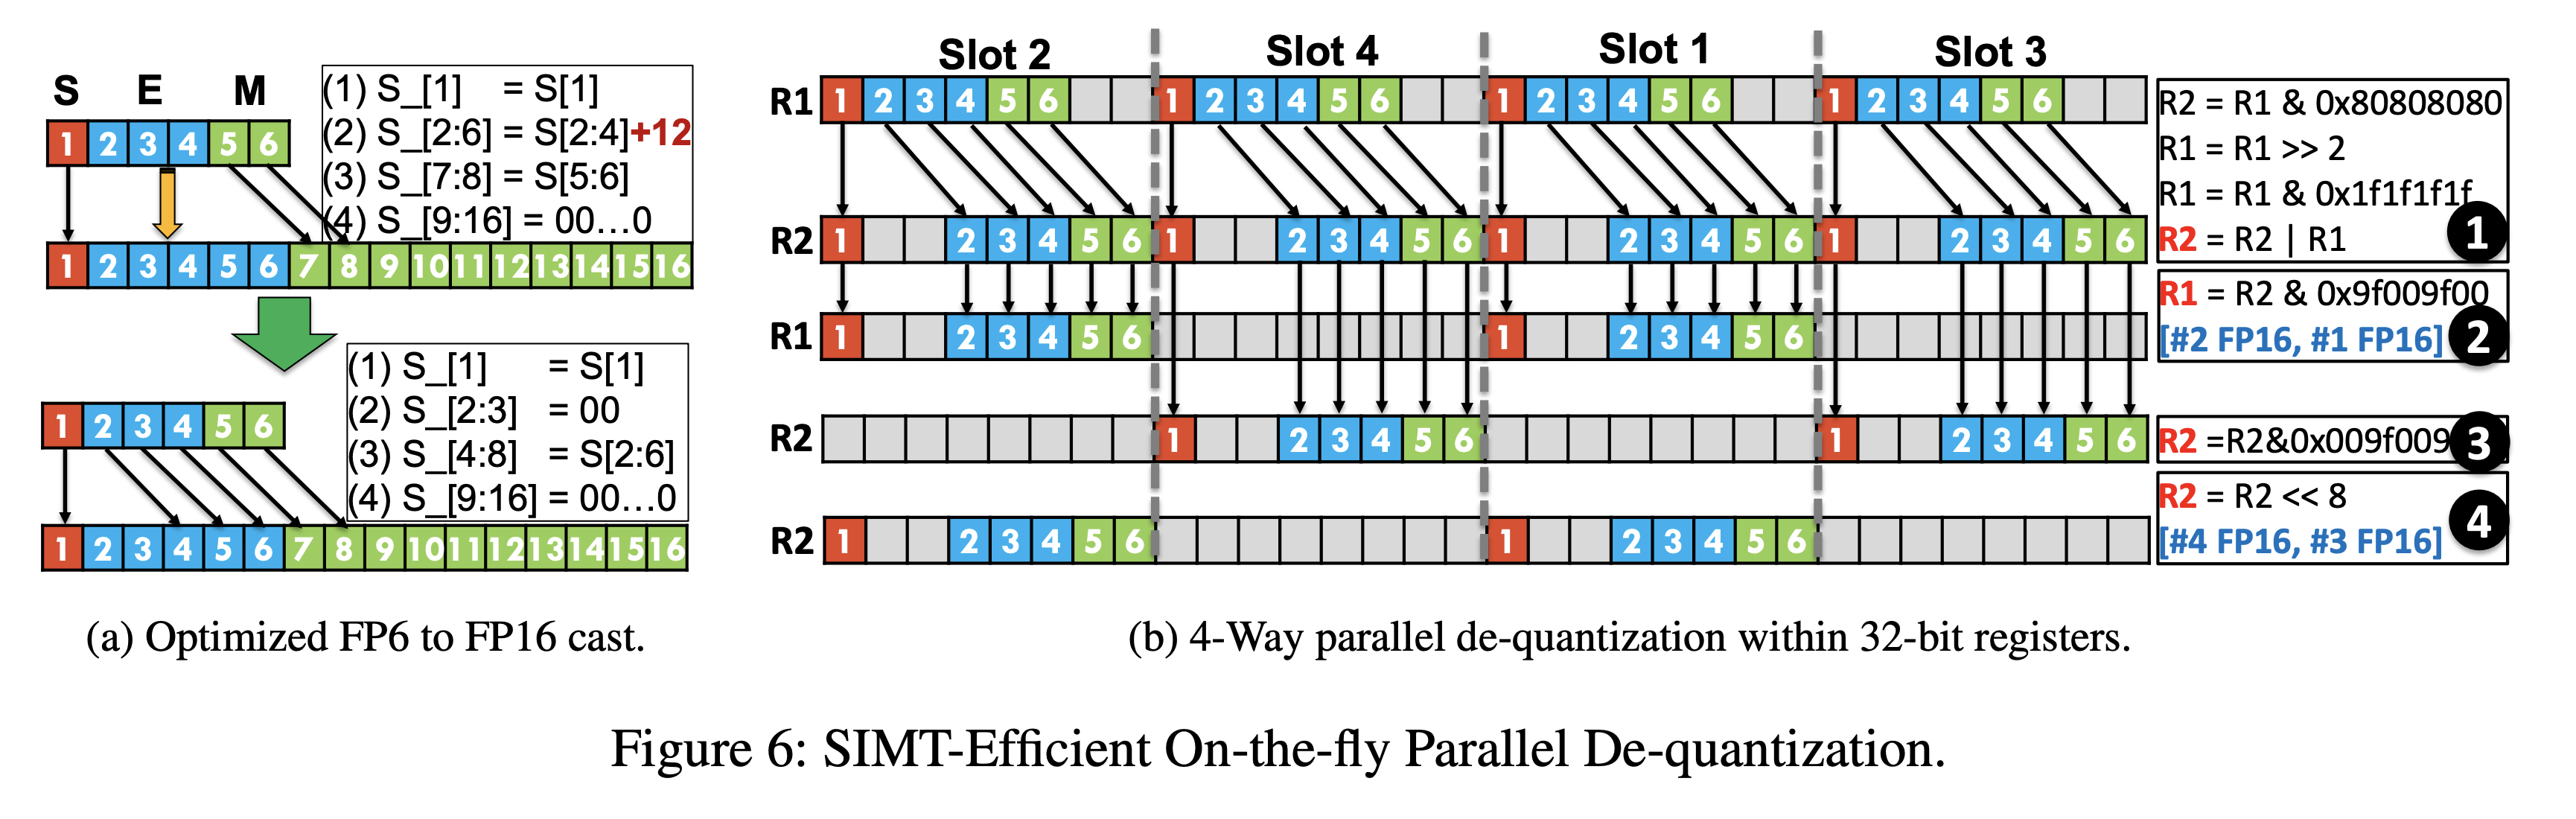 S E M
1 2 3 4 5 6
(1) S_[1] = S[1]
(2) S_[2:6] = S[2:4]+12
(3) S_[7:8] = S[5:6]
(4) S_[9:16] = 00...0
1 2 3 4 5 6 7 8 9 10 11 12 13 14 15 16
1 2 3 4 5 6
(1) S_[1] = S[1]
(2) S_[2:3] = 00
(3) S_[4:8] = S[2:6]
(4) S_[9:16] = 00...0
1 2 3 4 5 6 7 8 9 10 11 12 13 14 15 16
(a) Optimized FP6 to FP16 cast.
Slot 2 Slot 4 Slot 1 Slot 3
R1 1 2 3 4 5 6 1 2 3 4 5 6 1 2 3 4 5 6 1 2 3 4 5 6
R2 1 2 3 4 5 6 1 2 3 4 5 6 1 2 3 4 5 6 1 2 3 4 5 6
R1 1 2 3 4 5 6 1 2 3 4 5 6
R2 1 2 3 4 5 6 1 2 3 4 5 6
R2 1 2 3 4 5 6 1 2 3 4 5 6
R2 = R1 & 0x80808080
R1 = R1 >> 2
R1 = R1 & 0x1f1f1f1f
R2 = R2 | R1
1
R1 = R2 & 0x9f009f00
[#2 FP16, #1 FP16]
2
R2 =R2&0x009f009
3
R2 = R2 << 8
[#4 FP16, #3 FP16]
4
(b) 4-Way parallel de-quantization within 32-bit registers.
Figure 6: SIMT-Efficient On-the-fly Parallel De-quantization.